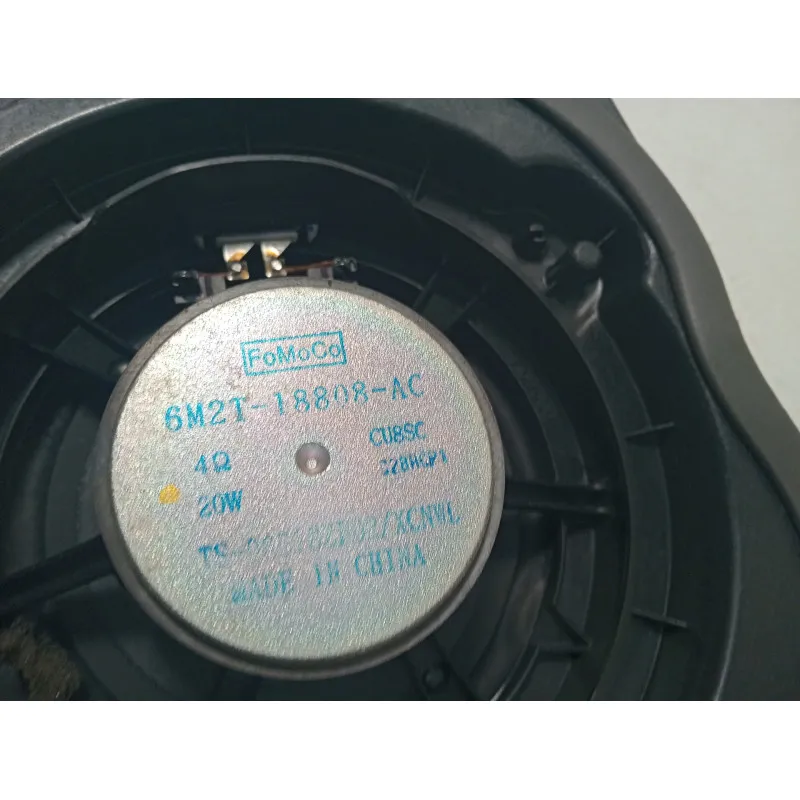 FoMoCo
6M2T-18808-AC
4Ω CU8SC
20W
MADE IN CHINA